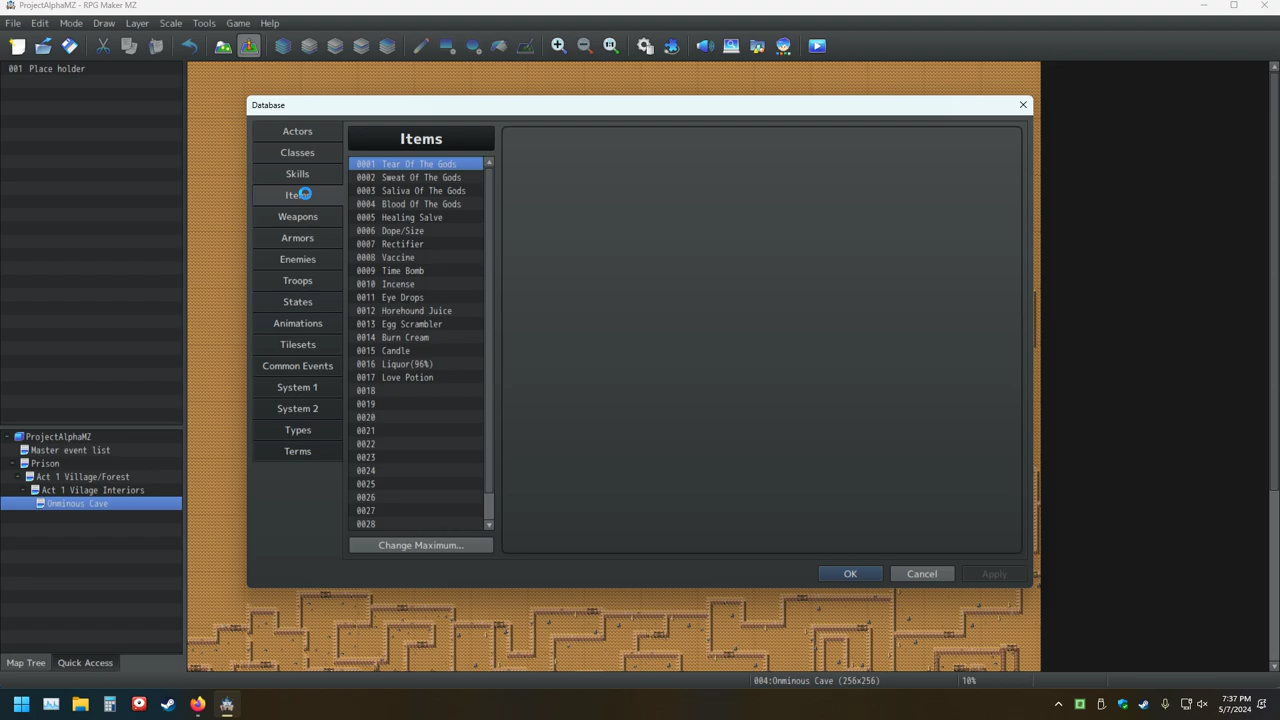 ProjectAlphaMZ - RPG Maker MZ
File Edit Mode Draw Layer Scale Tools Game Help
001 Place holder
Database
Actors
Classes
Skills
Weapons
Armors
Enemies
Troops
States
Animations
Tilesets
Common Events
System 1
System 2
Types
Terms
Items
0001 Tear Of The Gods
0002 Sweat Of The Gods
0003 Saliva Of The Gods
0004 Blood Of The Gods
0005 Healing Salve
0006 Dope/Size
0007 Rectifier
0008 Vaccine
0009 Time Bomb
0010 Incense
0011 Eye Drops
0012 Horehound Juice
0013 Egg Scrambler
0014 Burn Cream
0015 Candle
0016 Liquor(96%)
0017 Love Potion
0018
0019
0020
0021
0022
0023
0024
0025
0026
0027
0028
Change Maximum...
OK Cancel Apply
ProjectAlphaMZ
Master event list
Prison
Act 1 Village/Forest
Act 1 Vilage Interiors
Onminous Cave
Map Tree Quick Access
004:Onminous Cave (256x256) 10%
7:37 PM
5/7/2024